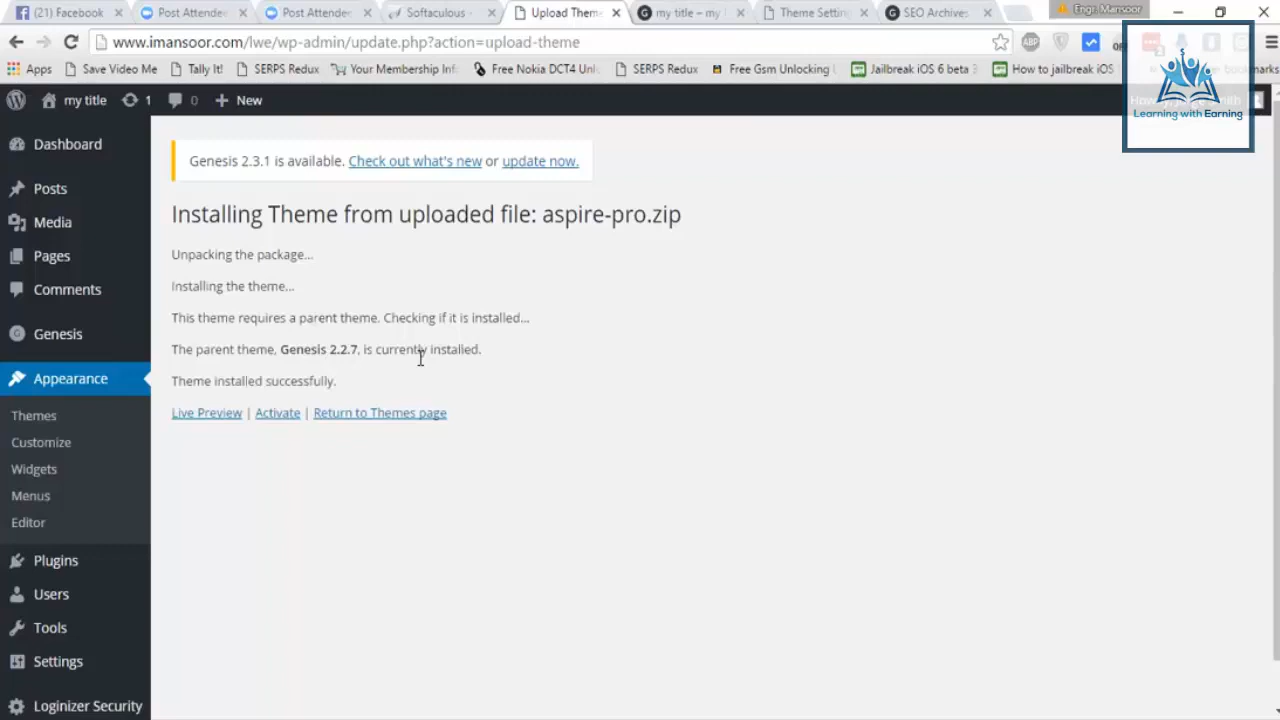 (21) Facebook
Post Attende
Post Attende
Softaculous
Upload Them
my title – my
Theme Settin
SEO Archives
Engr. Mansoor
www.imansoor.com/lwe/wp-admin/update.php?action=upload-theme
Apps
Save Video Me
Tally It!
SERPS Redux
Your Membership In
Free Nokia DCT4 Unl
SERPS Redux
Free Gsm Unlocking
Jailbreak iOS 6 beta 3
How to jailbreak iOS
bookmarks
my title
1
0
New
Learning with Earning
Dashboard
Posts
Media
Pages
Comments
Genesis
Appearance
Themes
Customize
Widgets
Menus
Editor
Plugins
Users
Tools
Settings
Loginizer Security
Genesis 2.3.1 is available. Check out what's new or update now.
Installing Theme from uploaded file: aspire-pro.zip
Unpacking the package...
Installing the theme...
This theme requires a parent theme. Checking if it is installed...
The parent theme, Genesis 2.2.7, is currently installed.
Theme installed successfully.
Live Preview | Activate | Return to Themes page